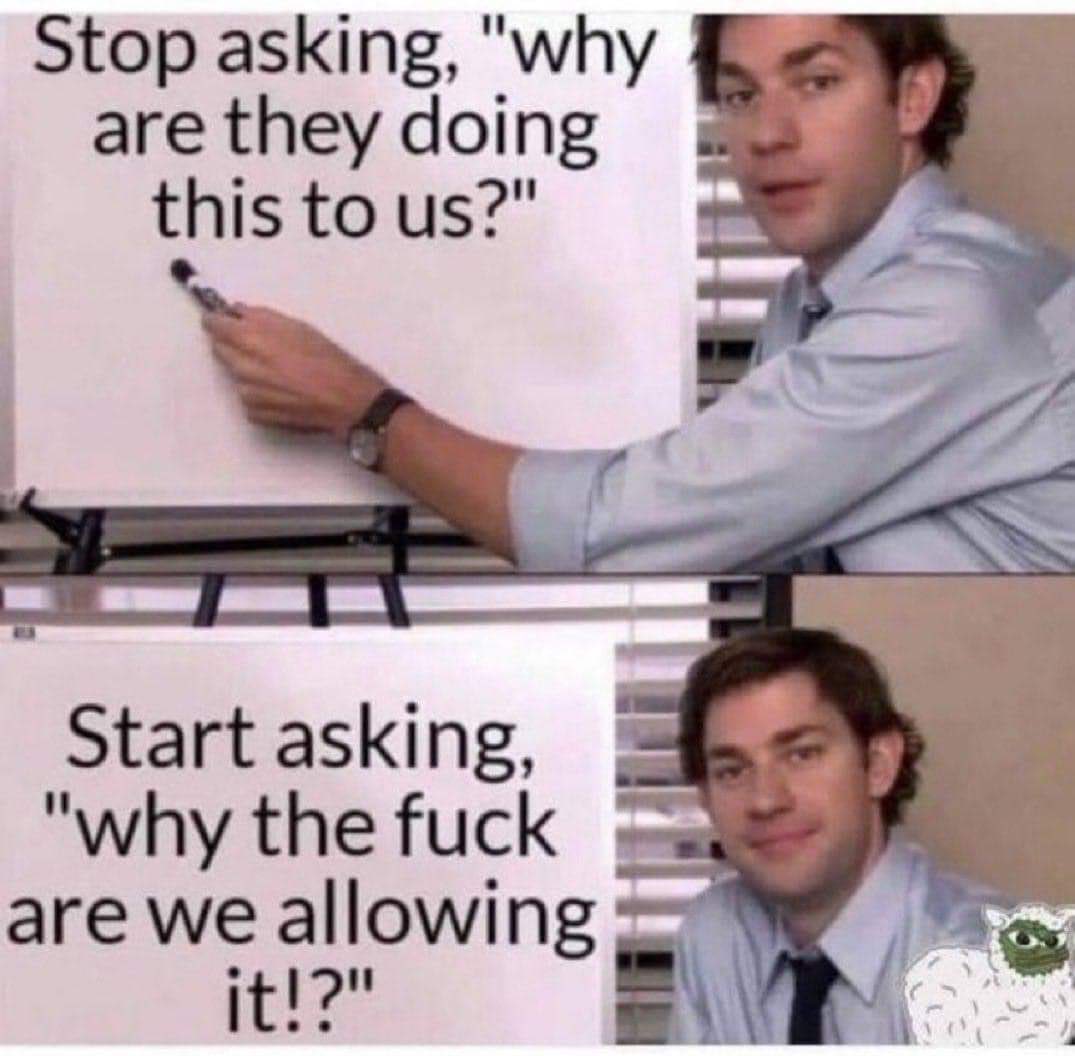 Stop asking, "why
are they doing
this to us?"
Start asking,
"why the fuck
are we allowing
it!?"